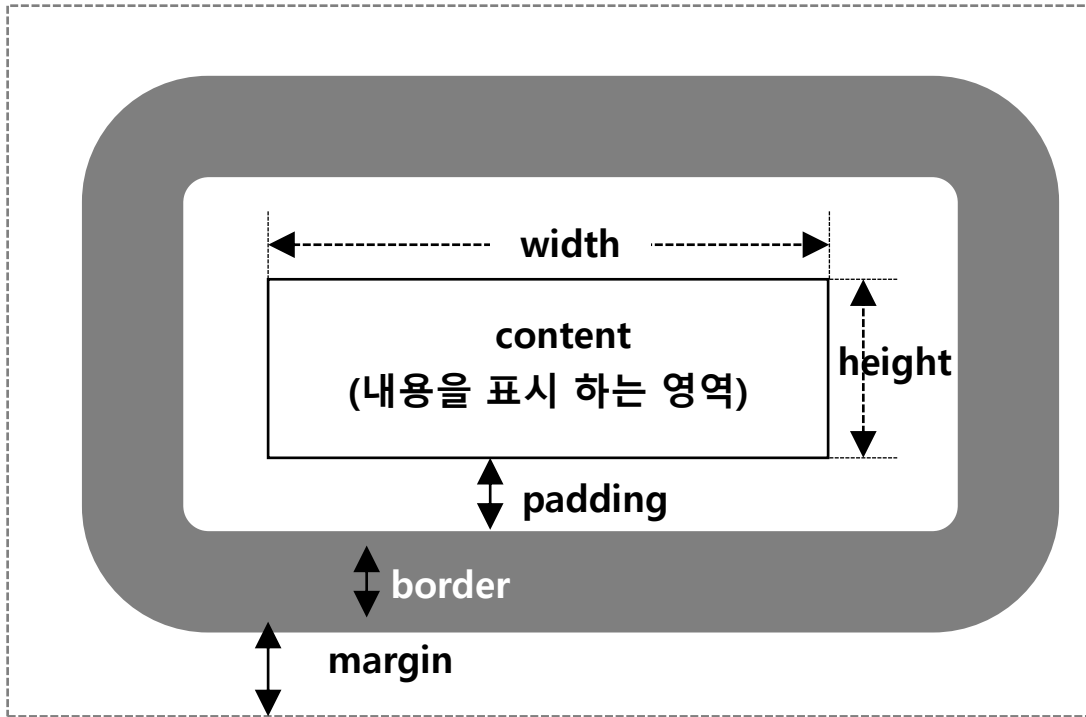 width
content
(내용을 표시 하는 영역)
height
padding
border
margin